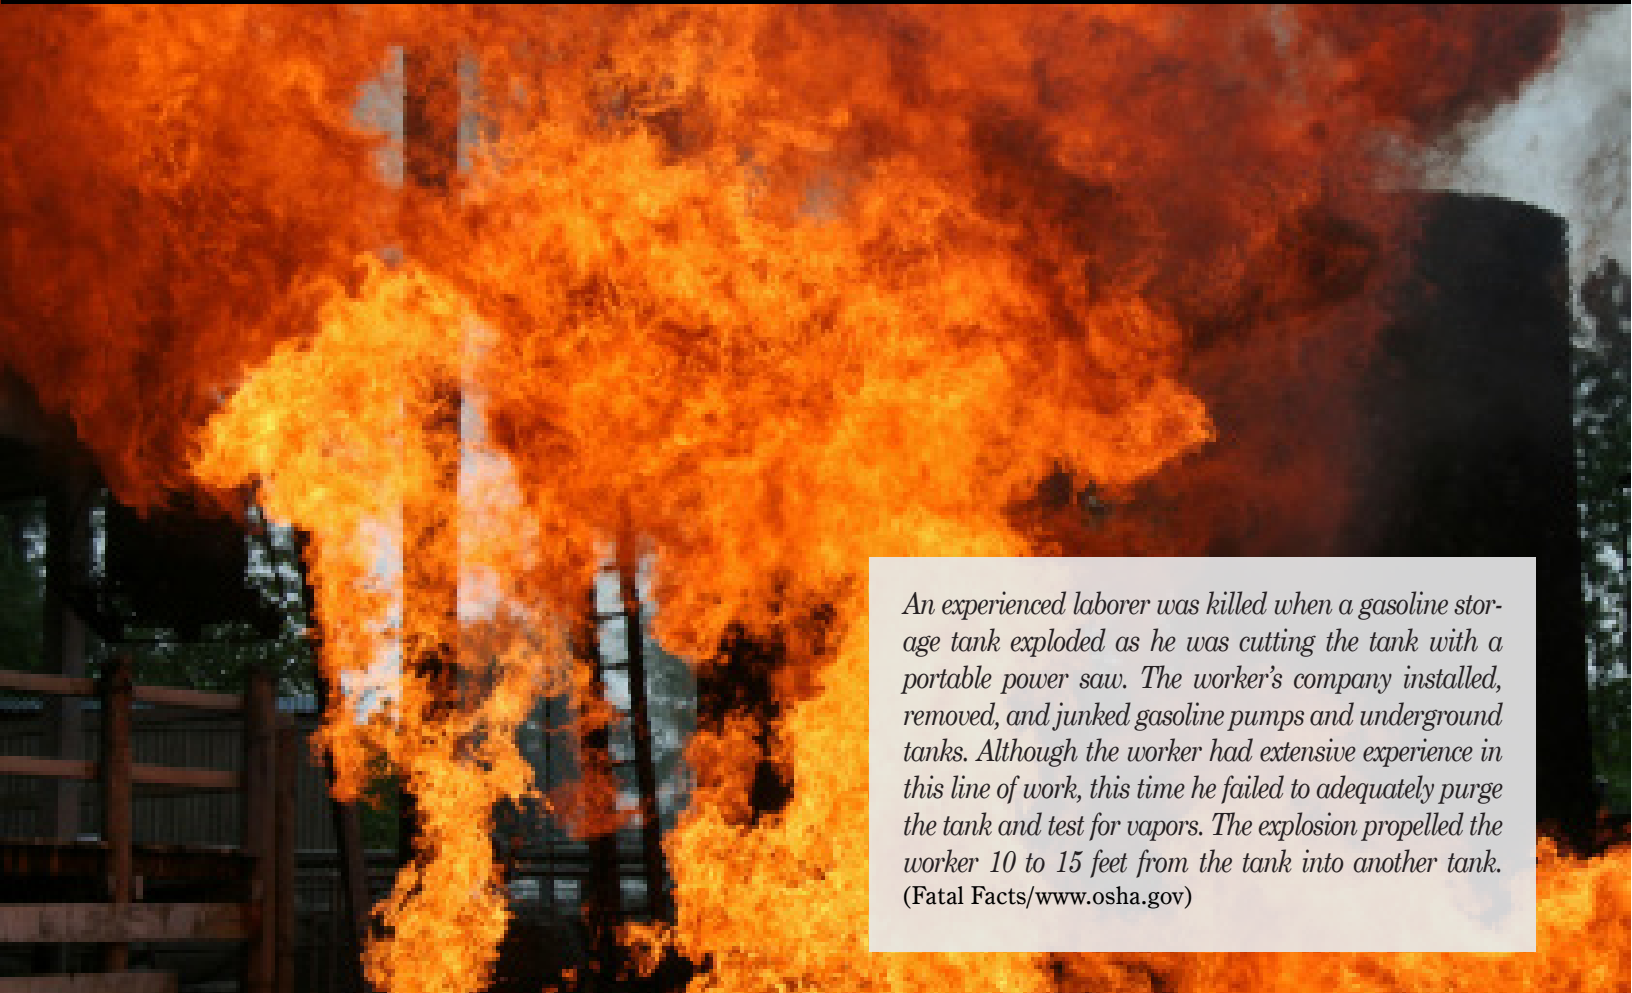 An experienced laborer was killed when a gasoline stor-
age tank exploded as he was cutting the tank with a
portable power saw. The worker’s company installed,
removed, and junked gasoline pumps and underground
tanks. Although the worker had extensive experience in
this line of work, this time he failed to adequately purge
the tank and test for vapors. The explosion propelled the
worker 10 to 15 feet from the tank into another tank.
(Fatal Facts/www.osha.gov)